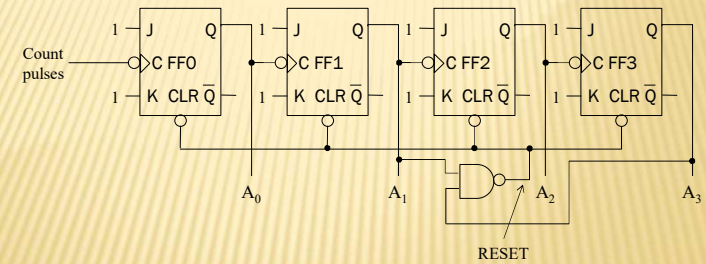 1 J Q 1 J Q 1 J Q 1 J Q
Count
pulses
C FF0 C FF1 C FF2 C FF3
1 K CLR Q̅ 1 K CLR Q̅ 1 K CLR Q̅ 1 K CLR Q̅
A₀ A₁ A₂ A₃
RESET